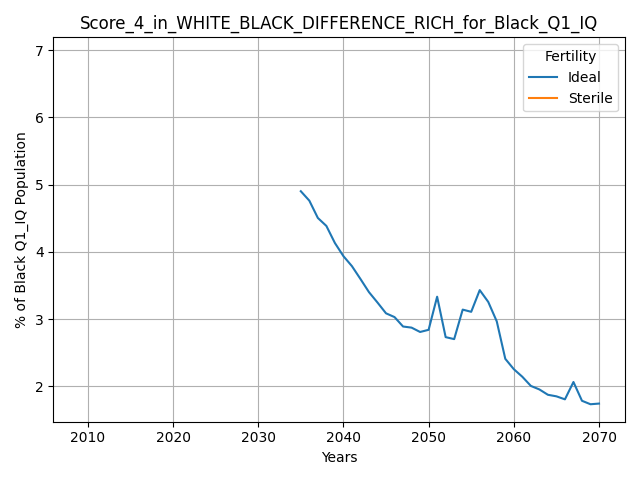 Score_4_in_WHITE_BLACK_DIFFERENCE_RICH_for_Black_Q1_IQ
Fertility
Ideal
Sterile
% of Black Q1_IQ Population
7
6
5
4
3
2
2010 2020 2030 2040 2050 2060 2070
Years